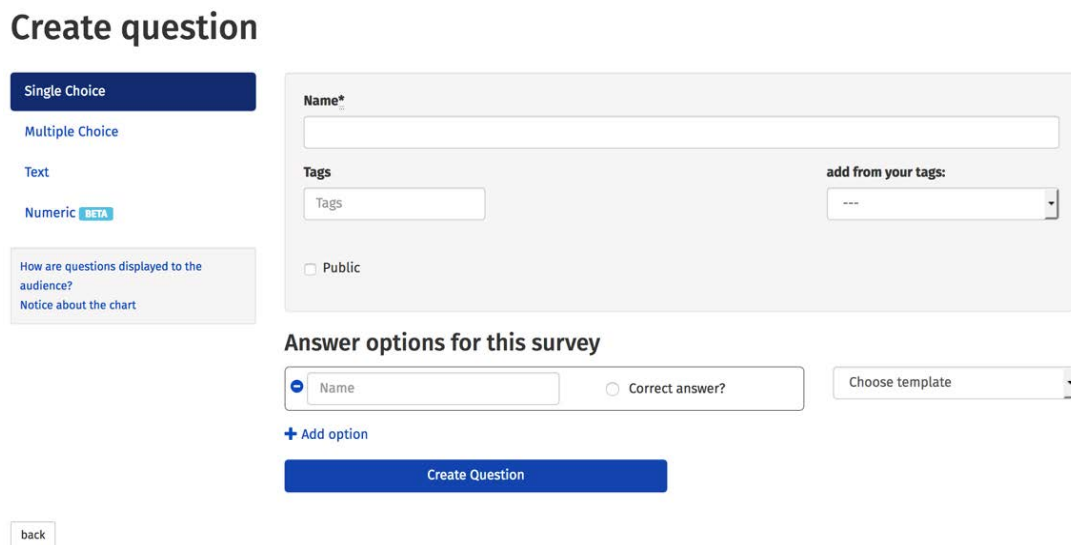 Create question
Single Choice
Multiple Choice
Text
Numeric BETA
How are questions displayed to the
audience?
Notice about the chart
Name*
Tags
add from your tags:
Tags
---
Public
Answer options for this survey
Name
Correct answer?
Choose template
Add option
Create Question
back